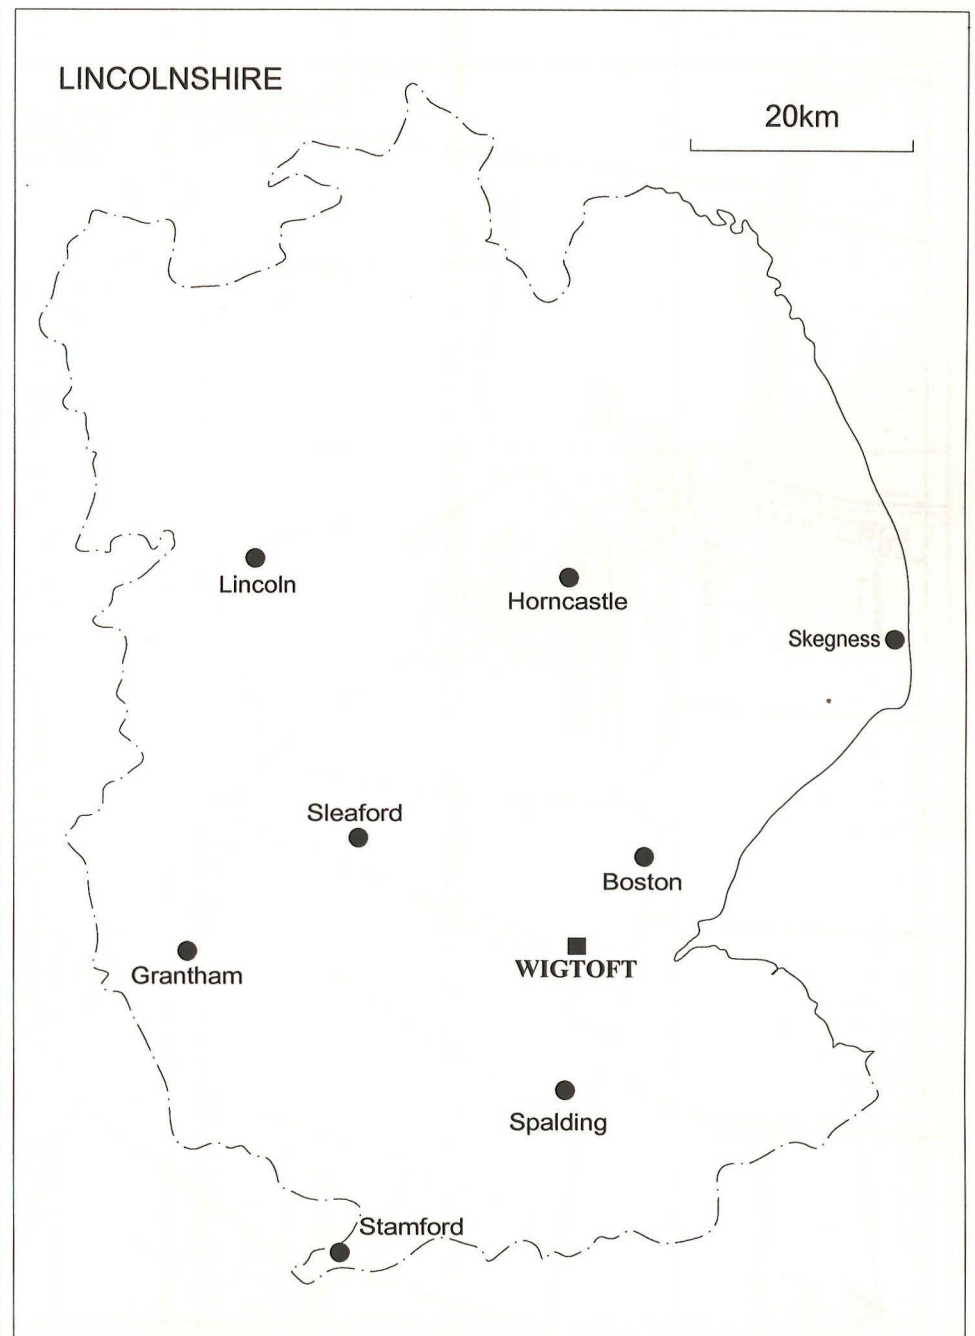 LINCOLNSHIRE
20km
Lincoln
Horncastle
Skegness
Sleaford
Boston
Grantham
WIGTOFT
Spalding
Stamford